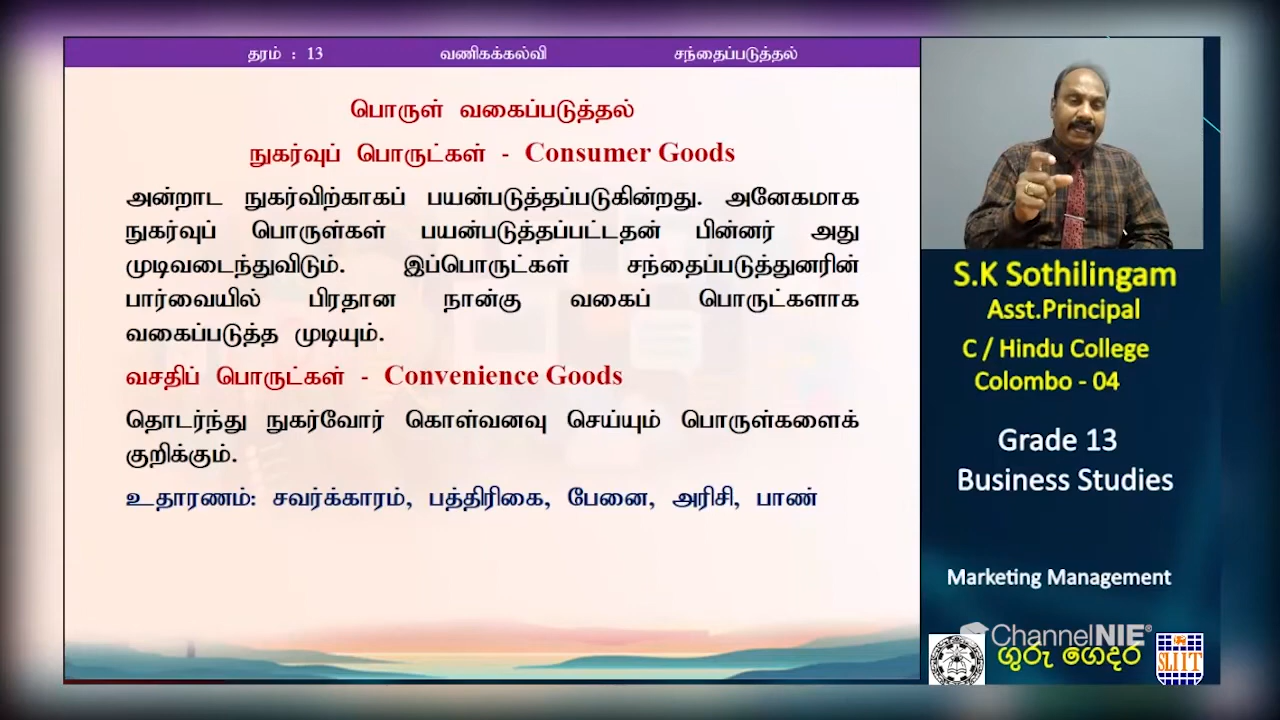 தரம் : 13 வணிகக்கல்வி சந்தைப்படுத்தல்
பொருள் வகைப்படுத்தல்
நுகர்வுப் பொருட்கள் - Consumer Goods
அன்றாட நுகர்விற்காகப் பயன்படுத்தப்படுகின்றது. அனேகமாக
நுகர்வுப் பொருள்கள் பயன்படுத்தப்பட்டதன் பின்னர் அது
முடிவடைந்துவிடும். இப்பொருட்கள் சந்தைப்படுத்துனரின்
பார்வையில் பிரதான நான்கு வகைப் பொருட்களாக
வகைப்படுத்த முடியும்.
வசதிப் பொருட்கள் - Convenience Goods
தொடர்ந்து நுகர்வோர் கொள்வனவு செய்யும் பொருள்களைக்
குறிக்கும்.
உதாரணம்: சவர்க்காரம், பத்திரிகை, பேனை, அரிசி, பாண்
S.K Sothilingam
Asst.Principal
C / Hindu College
Colombo - 04
Grade 13
Business Studies
Marketing Management
ChannelNIE®
ගුරු ගෙදර
SLIIT